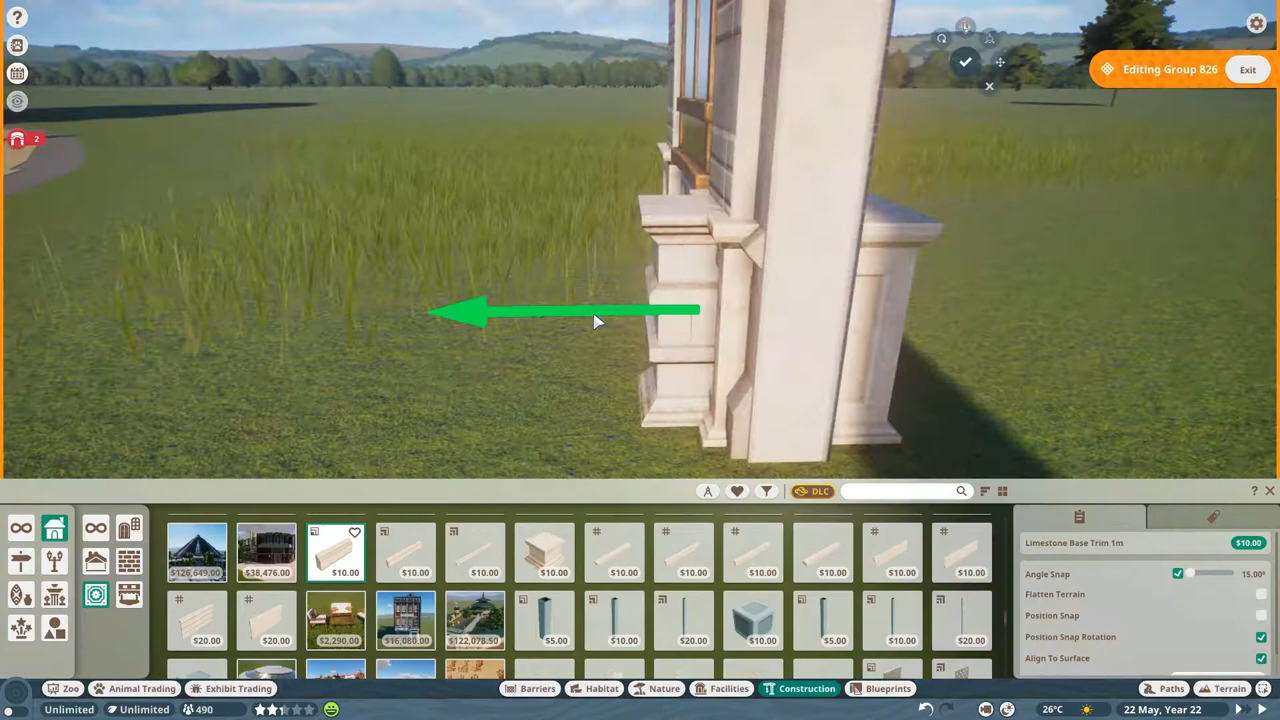 ?
Editing Group 826
Exit
2
DLC
? ×
$126,649.00
$38,476.00
$10.00
$10.00
$10.00
$10.00
$10.00
$10.00
$10.00
$10.00
$10.00
$10.00
$20.00
$20.00
$2,290.00
$16,080.00
$122,078.50
$5.00
$10.00
$20.00
$20.00
$5.00
$10.00
$20.00
Limestone Base Trim 1m $10.00
Angle Snap 15.00°
Flatten Terrain
Position Snap
Position Snap Rotation
Align To Surface
Zoo Animal Trading Exhibit Trading Barriers Habitat Nature Facilities Construction Blueprints Paths Terrain
Unlimited Unlimited 490 26°C 22 May, Year 22